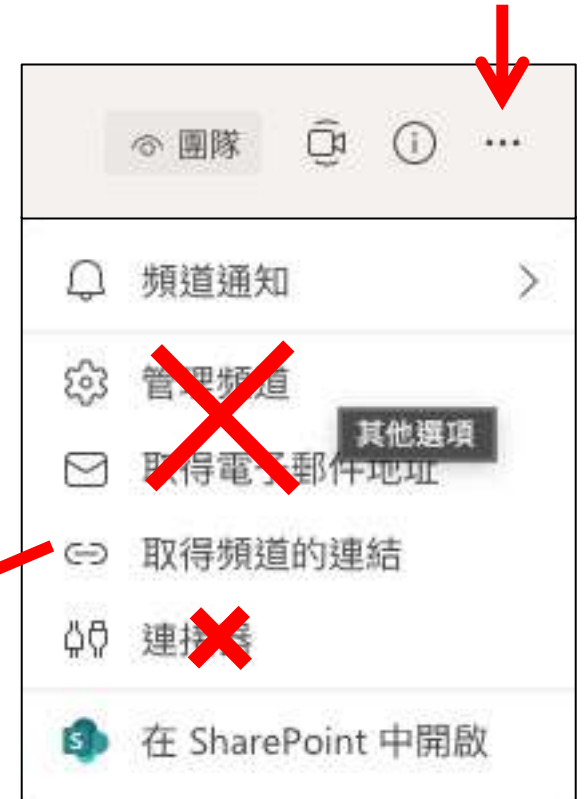 團隊
頻道通知
管理頻道
其他選項
取得電子郵件地址
取得頻道的連結
連接器
在 SharePoint 中開啟